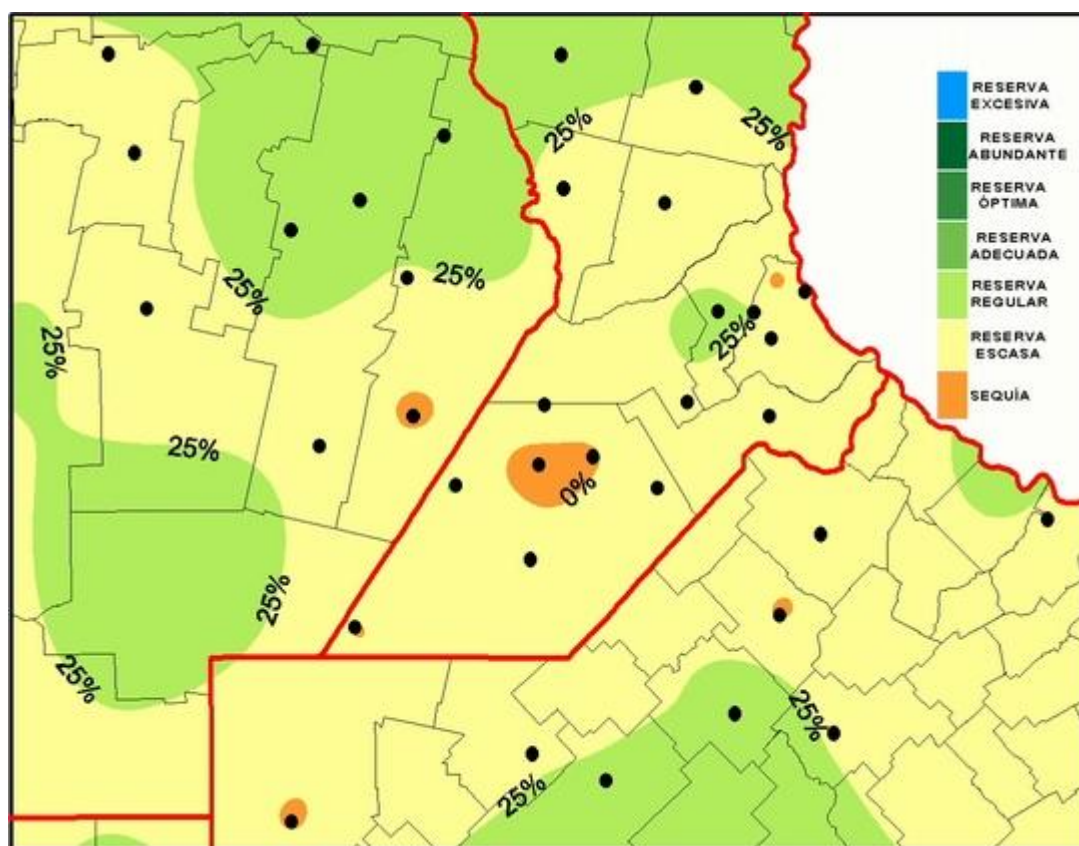 25%
25%
RESERVA
EXCESIVA
RESERVA
ABUNDANTE
RESERVA
ÓPTIMA
RESERVA
ADECUADA
RESERVA
REGULAR
RESERVA
ESCASA
SEQUÍA
25%
25%
25%
25%
25%
0%
25%
25%
25%
25%